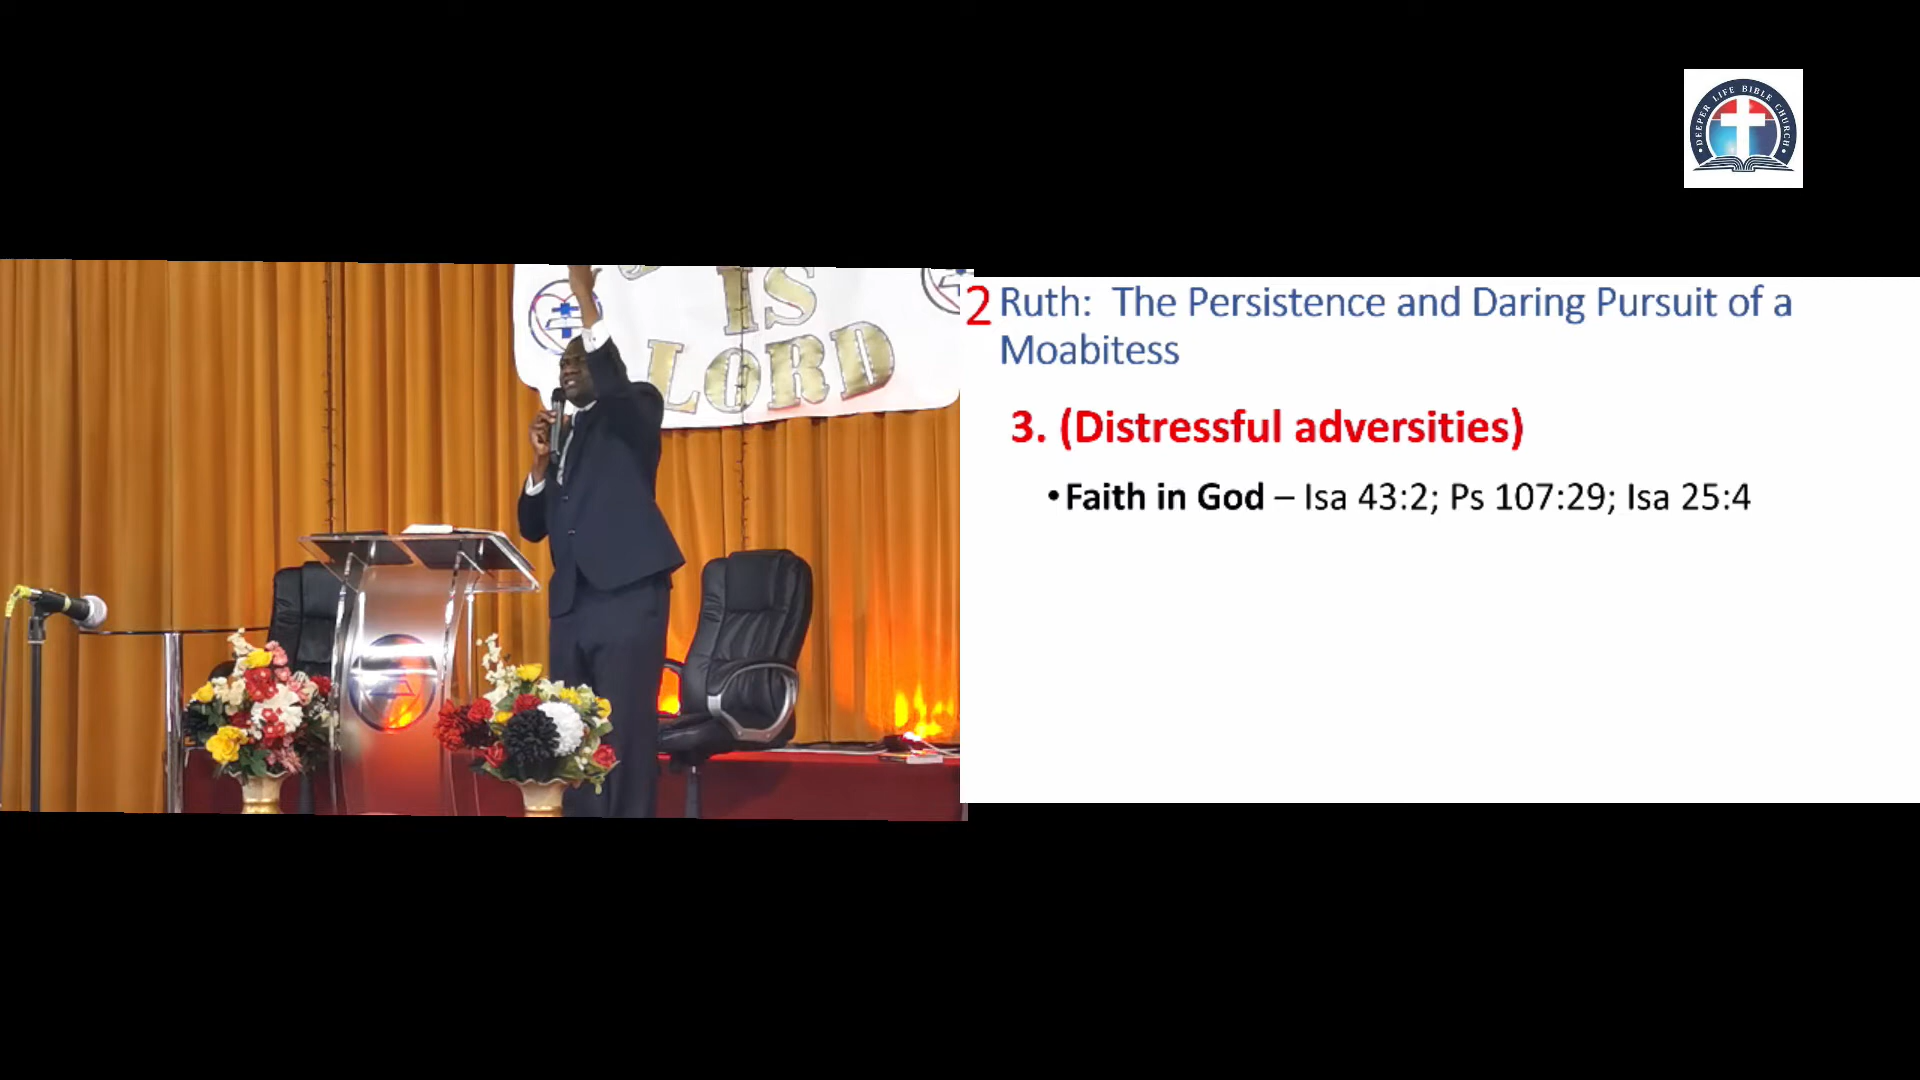 DEEPER LIFE BIBLE CHURCH
IS
LORD
2 Ruth: The Persistence and Daring Pursuit of a
Moabitess
3. (Distressful adversities)
• Faith in God – Isa 43:2; Ps 107:29; Isa 25:4